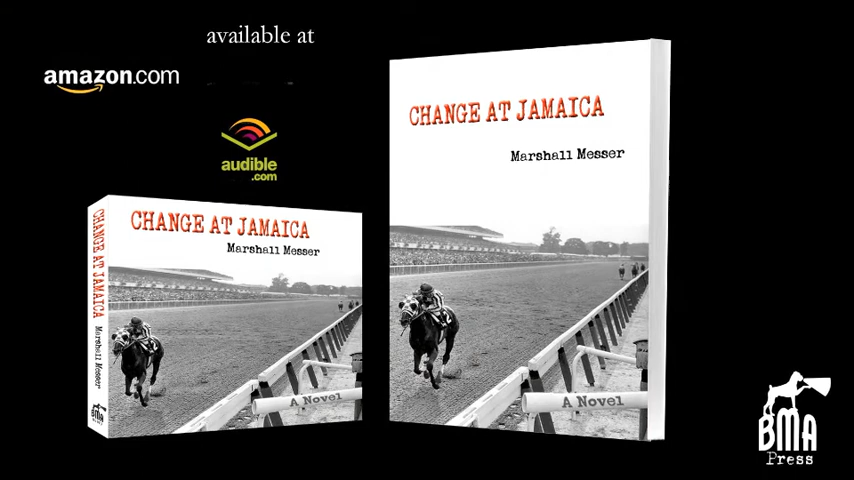 available at
amazon.com
audible
.com
CHANGE AT JAMAICA
Marshall Messer
A Novel
CHANGE AT JAMAICA
Marshall Messer
CHANGE AT JAMAICA
Marshall Messer
A Novel
BMA
BMA
Press